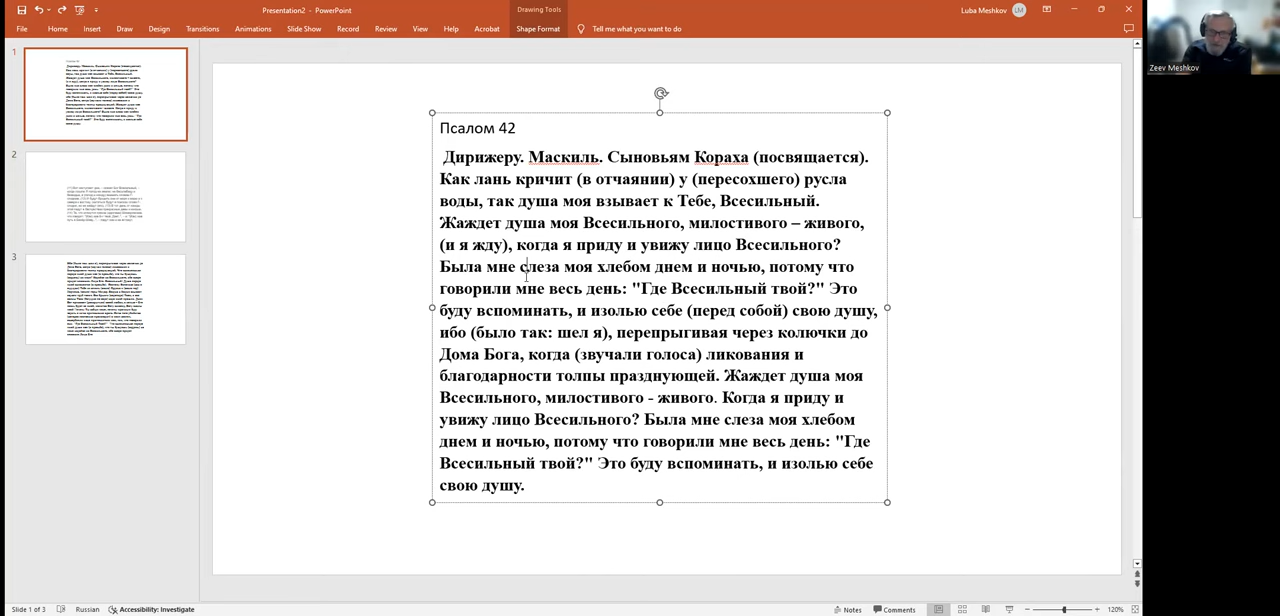 Presentation2 - PowerPoint
Drawing Tools
Luba Meshkov
LM
File Home Insert Draw Design Transitions Animations Slide Show Record Review View Help Acrobat Shape Format Tell me what you want to do
Zeev Meshkov
1
2
3
Псалом 42
Дирижеру. Маскиль. Сыновьям Кораха (посвящается).
Как лань кричит (в отчаянии) у (пересохшего) русла
воды, так душа моя взывает к Тебе, Всесильный.
Жаждет душа моя Всесильного, милостивого – живого,
(и я жду), когда я приду и увижу лицо Всесильного?
Была мне слеза моя хлебом днем и ночью, потому что
говорили мне весь день: "Где Всесильный твой?" Это
буду вспоминать, и изолью себе (перед собой) свою душу,
ибо (было так: шел я), перепрыгивая через колючки до
Дома Бога, когда (звучали голоса) ликования и
благодарности толпы празднующей. Жаждет душа моя
Всесильного, милостивого - живого. Когда я приду и
увижу лицо Всесильного? Была мне слеза моя хлебом
днем и ночью, потому что говорили мне весь день: "Где
Всесильный твой?" Это буду вспоминать, и изолью себе
свою душу.
Slide 1 of 3 Russian Accessibility: Investigate Notes Comments 120%